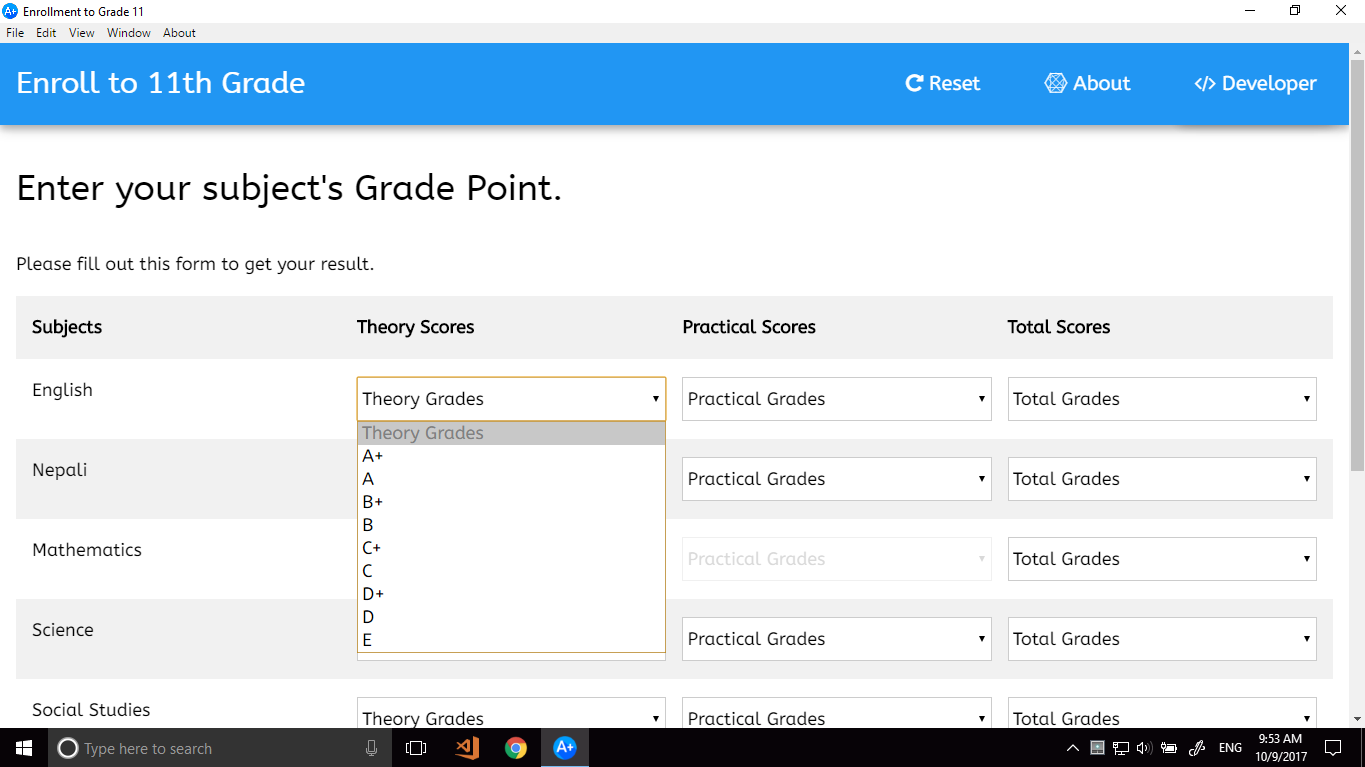 A+ Enrollment to Grade 11
File Edit View Window About
Enroll to 11th Grade Reset About </> Developer
Enter your subject's Grade Point.
Please fill out this form to get your result.
Subjects Theory Scores Practical Scores Total Scores
English Theory Grades Practical Grades Total Grades
Theory Grades
A+
A
B+
B
C+
C
D+
D
E
Nepali Practical Grades Total Grades
Mathematics Practical Grades Total Grades
Science Practical Grades Total Grades
Social Studies Theory Grades Practical Grades Total Grades
Type here to search A+ ENG 9:53 AM
10/9/2017